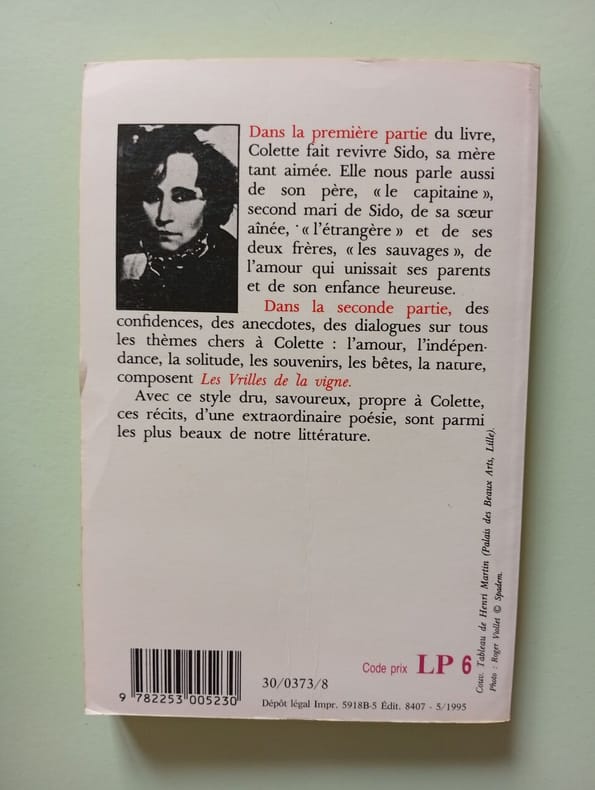 Dans la première partie du livre,
Colette fait revivre Sido, sa mère
tant aimée. Elle nous parle aussi
de son père, « le capitaine »,
second mari de Sido, de sa sœur
aînée, « l'étrangère » et de ses
deux frères, « les sauvages », de
l'amour qui unissait ses parents
et de son enfance heureuse.
Dans la seconde partie, des
confidences, des anecdotes, des dialogues sur tous
les thèmes chers à Colette : l'amour, l'indépen-
dance, la solitude, les souvenirs, les bêtes, la nature,
composent Les Vrilles de la vigne.
Avec ce style dru, savoureux, propre à Colette,
ces récits, d'une extraordinaire poésie, sont parmi
les plus beaux de notre littérature.
Couv. Tableau de Henri Martin (Palais des Beaux Arts, Lille).
Photo : Roger Viollet © Spadem.
Code prix LP 6
9 782253 005230
30/0373/8
Dépôt légal Impr. 5918B-5 Édit. 8407 - 5/1995